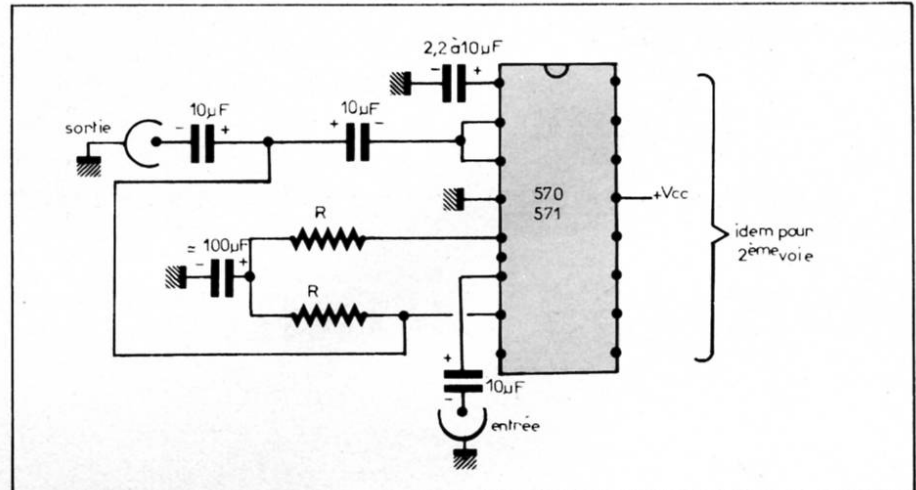 2,2 à 10µF
- +
10µF
- +
10µF
+ -
sortie
570
571
+Vcc
R
≃ 100µF
- +
R
idem pour
2ème voie
+
10µF
-
entrée